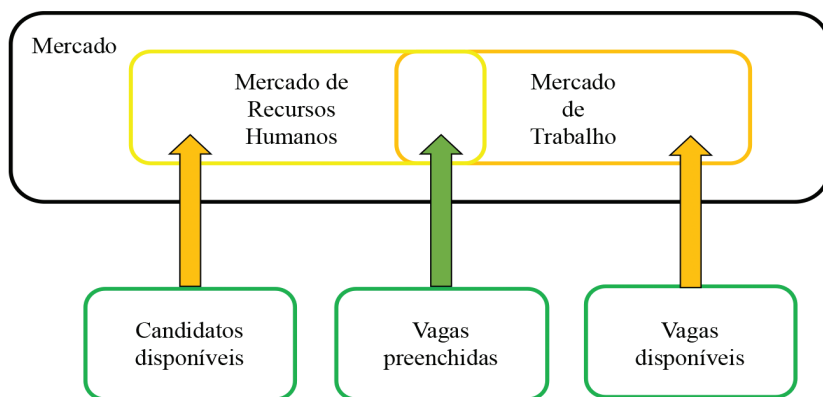 Mercado
Mercado de
Recursos
Humanos
Mercado
de
Trabalho
Candidatos
disponíveis
Vagas
preenchidas
Vagas
disponíveis